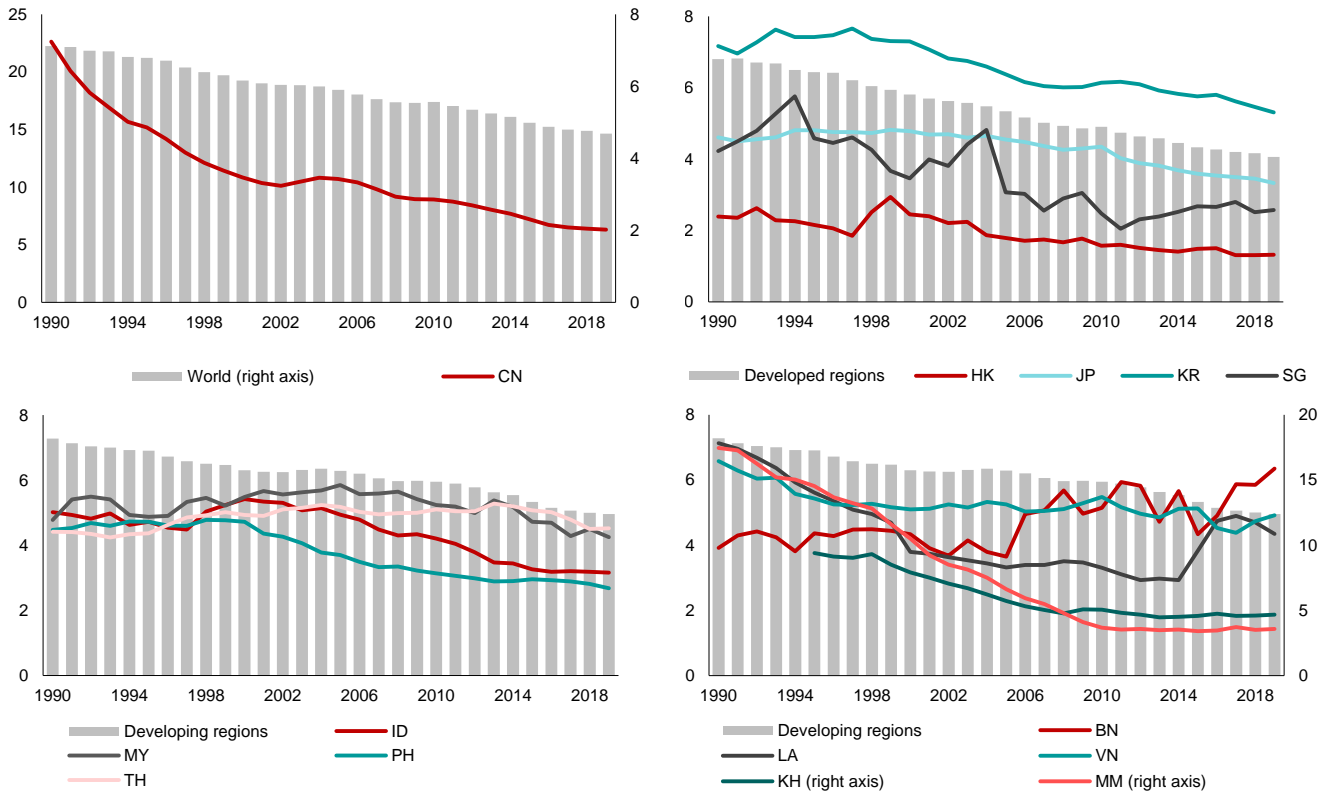 25 8
20 6
15 4
10
5 2
0 0
1990 1994 1998 2002 2006 2010 2014 2018
World (right axis) CN
8
6
4
2
0
1990 1994 1998 2002 2006 2010 2014 2018
Developed regions HK JP KR SG
8
6
4
2
0
1990 1994 1998 2002 2006 2010 2014 2018
Developing regions ID
MY PH
TH
8 20
6 15
4 10
2 5
0 0
1990 1994 1998 2002 2006 2010 2014 2018
Developing regions BN
LA VN
KH (right axis) MM (right axis)